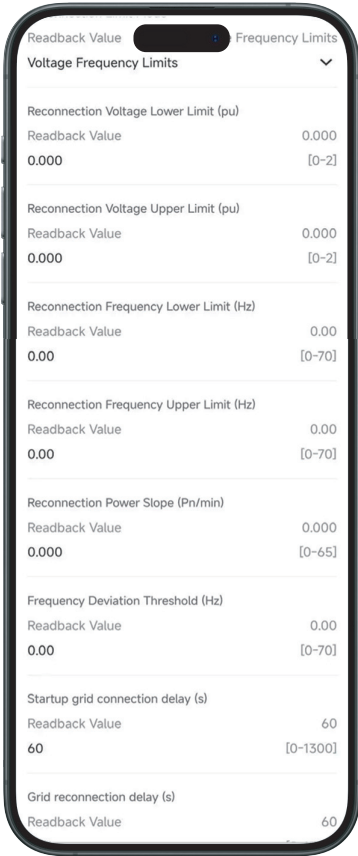 Readback Value Frequency Limits
Voltage Frequency Limits
Reconnection Voltage Lower Limit (pu)
Readback Value 0.000
0.000 [0-2]
Reconnection Voltage Upper Limit (pu)
Readback Value 0.000
0.000 [0-2]
Reconnection Frequency Lower Limit (Hz)
Readback Value 0.00
0.00 [0-70]
Reconnection Frequency Upper Limit (Hz)
Readback Value 0.00
0.00 [0-70]
Reconnection Power Slope (Pn/min)
Readback Value 0.000
0.000 [0-65]
Frequency Deviation Threshold (Hz)
Readback Value 0.00
0.00 [0-70]
Startup grid connection delay (s)
Readback Value 60
60 [0-1300]
Grid reconnection delay (s)
Readback Value 60